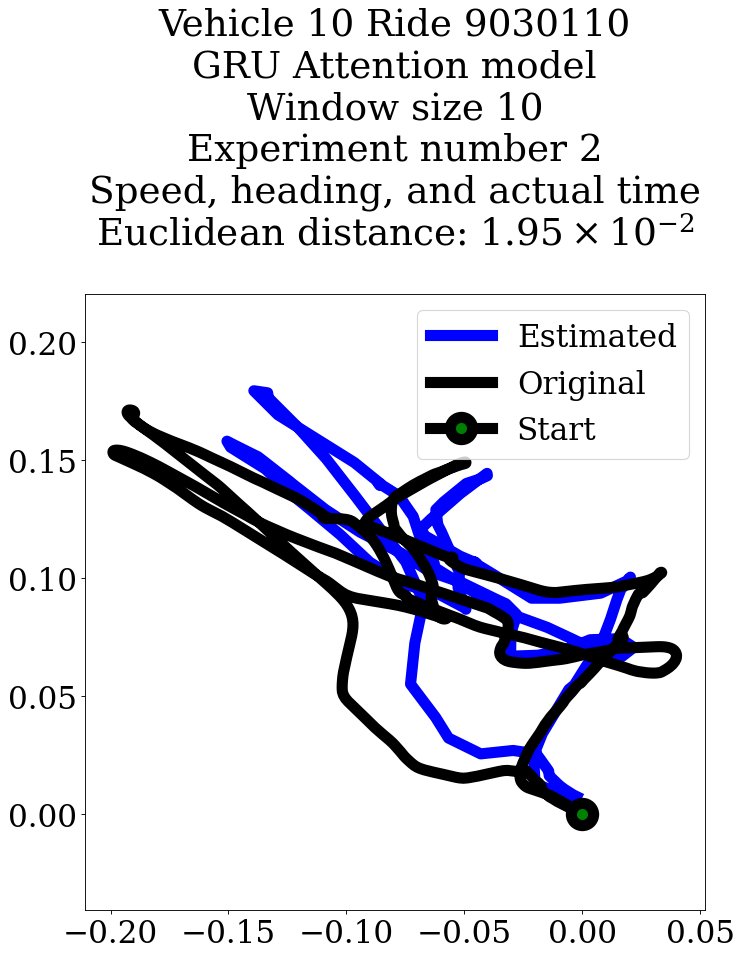 Vehicle 10 Ride 9030110
GRU Attention model
Window size 10
Experiment number 2
Speed, heading, and actual time
Euclidean distance: 1.95 × 10⁻²
Estimated
Original
Start
0.20
0.15
0.10
0.05
0.00
−0.20 −0.15 −0.10 −0.05 0.00 0.05